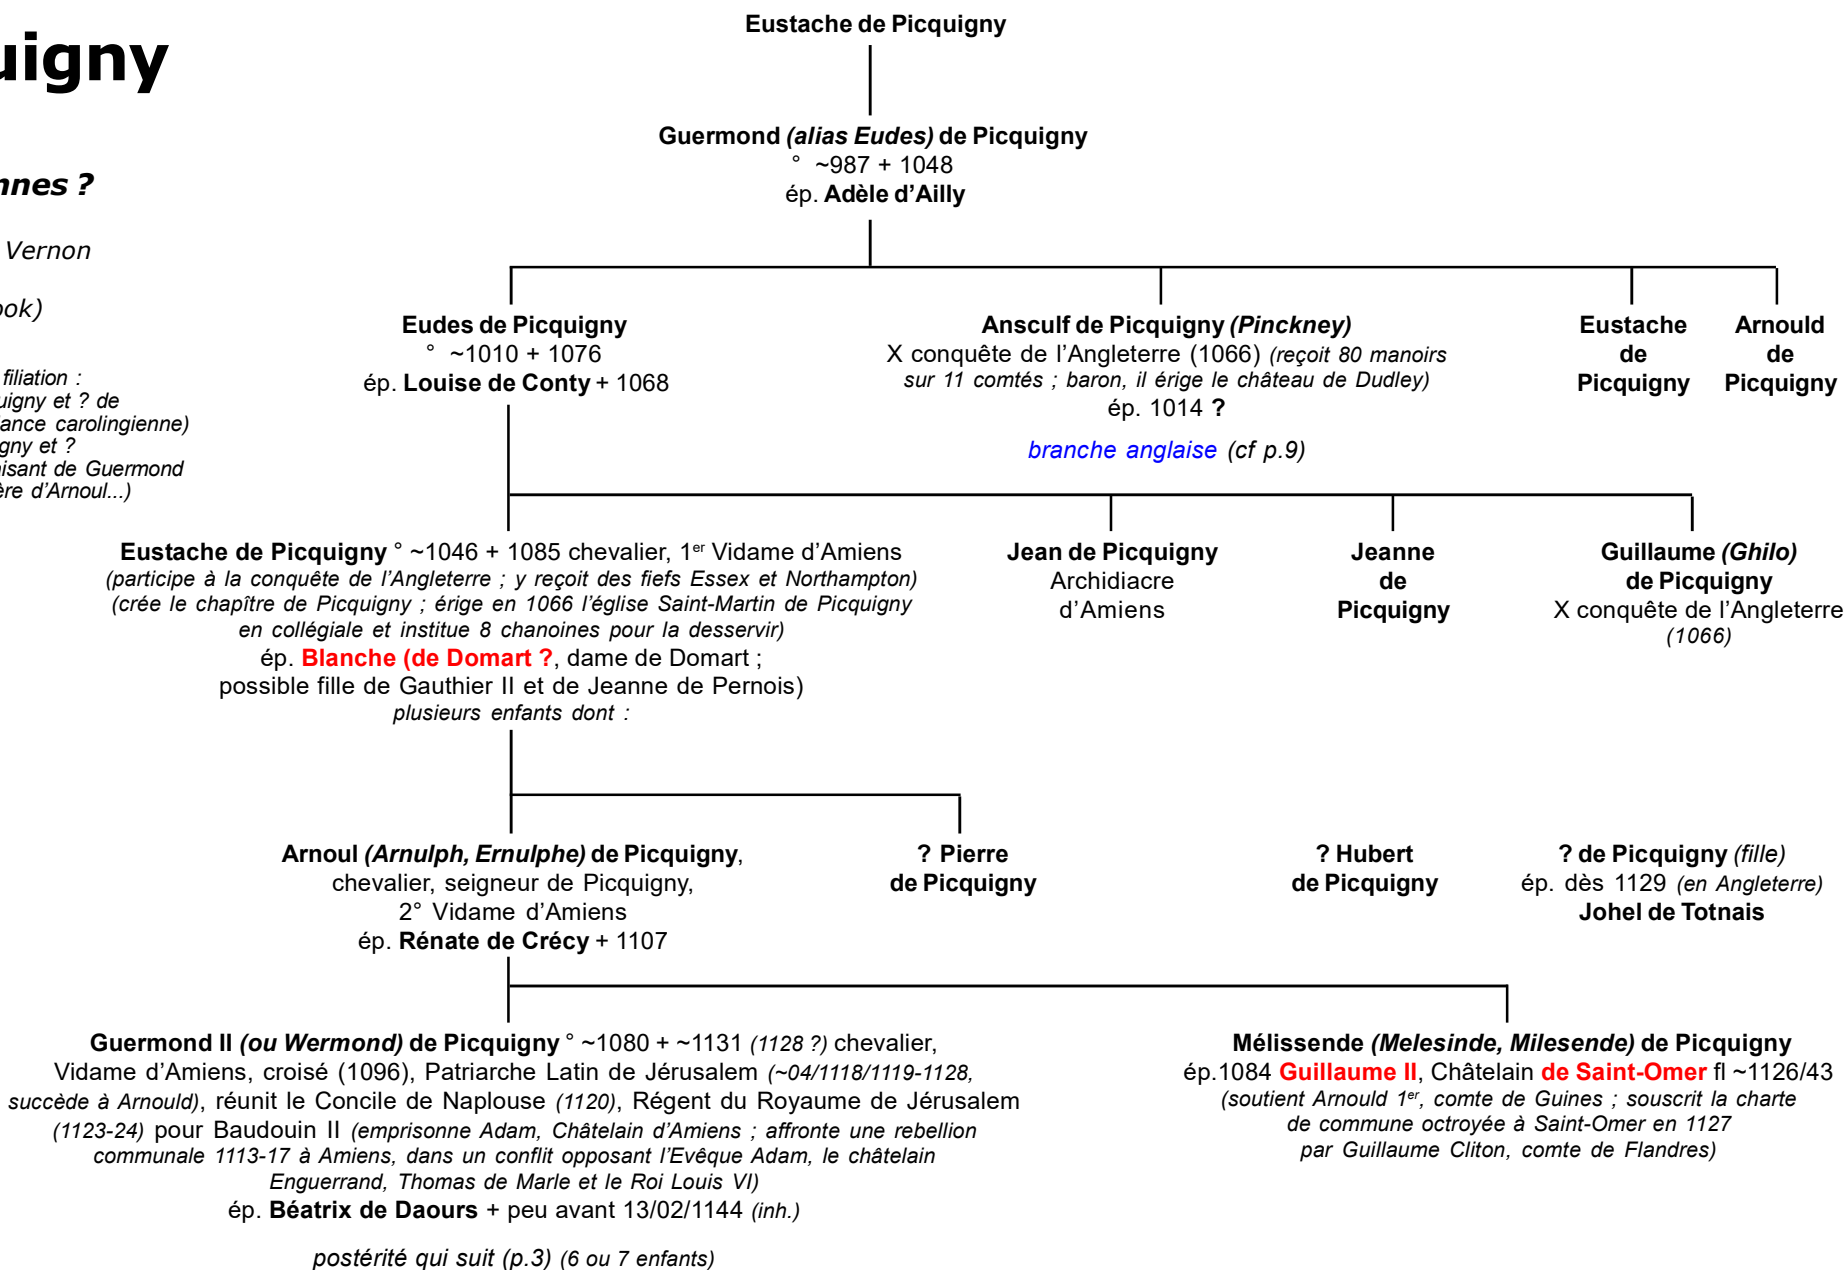 Eustache de Picquigny
uigny
Guermond (alias Eudes) de Picquigny
° ~987 + 1048
ép. Adèle d’Ailly
nnes ?
Vernon
ook)
filiation :
uigny et ? de
lance carolingienne)
gny et ?
aisant de Guermond
ère d’Arnoul...)
Eudes de Picquigny
° ~1010 + 1076
ép. Louise de Conty + 1068
Ansculf de Picquigny (Pinckney)
X conquête de l’Angleterre (1066) (reçoit 80 manoirs
sur 11 comtés ; baron, il érige le château de Dudley)
ép. 1014 ?
branche anglaise (cf p.9)
Eustache
de
Picquigny
Arnould
de
Picquigny
Eustache de Picquigny ° ~1046 + 1085 chevalier, 1er Vidame d’Amiens
(participe à la conquête de l’Angleterre ; y reçoit des fiefs Essex et Northampton)
(crée le chapître de Picquigny ; érige en 1066 l’église Saint-Martin de Picquigny
en collégiale et institue 8 chanoines pour la desservir)
ép. Blanche (de Domart ?, dame de Domart ;
possible fille de Gauthier II et de Jeanne de Pernois)
plusieurs enfants dont :
Jean de Picquigny
Archidiacre
d’Amiens
Jeanne
de
Picquigny
Guillaume (Ghilo)
de Picquigny
X conquête de l’Angleterre
(1066)
Arnoul (Arnulph, Ernulphe) de Picquigny,
chevalier, seigneur de Picquigny,
2° Vidame d’Amiens
ép. Rénate de Crécy + 1107
? Pierre
de Picquigny
? Hubert
de Picquigny
? de Picquigny (fille)
ép. dès 1129 (en Angleterre)
Johel de Totnais
Guermond II (ou Wermond) de Picquigny ° ~1080 + ~1131 (1128 ?) chevalier,
Vidame d’Amiens, croisé (1096), Patriarche Latin de Jérusalem (~04/1118/1119-1128,
succède à Arnould), réunit le Concile de Naplouse (1120), Régent du Royaume de Jérusalem
(1123-24) pour Baudouin II (emprisonne Adam, Châtelain d’Amiens ; affronte une rebellion
communale 1113-17 à Amiens, dans un conflit opposant l’Evêque Adam, le châtelain
Enguerrand, Thomas de Marle et le Roi Louis VI)
ép. Béatrix de Daours + peu avant 13/02/1144 (inh.)
postérité qui suit (p.3) (6 ou 7 enfants)
Mélissende (Melesinde, Milesende) de Picquigny
ép.1084 Guillaume II, Châtelain de Saint-Omer fl ~1126/43
(soutient Arnould 1er, comte de Guines ; souscrit la charte
de commune octroyée à Saint-Omer en 1127
par Guillaume Cliton, comte de Flandres)